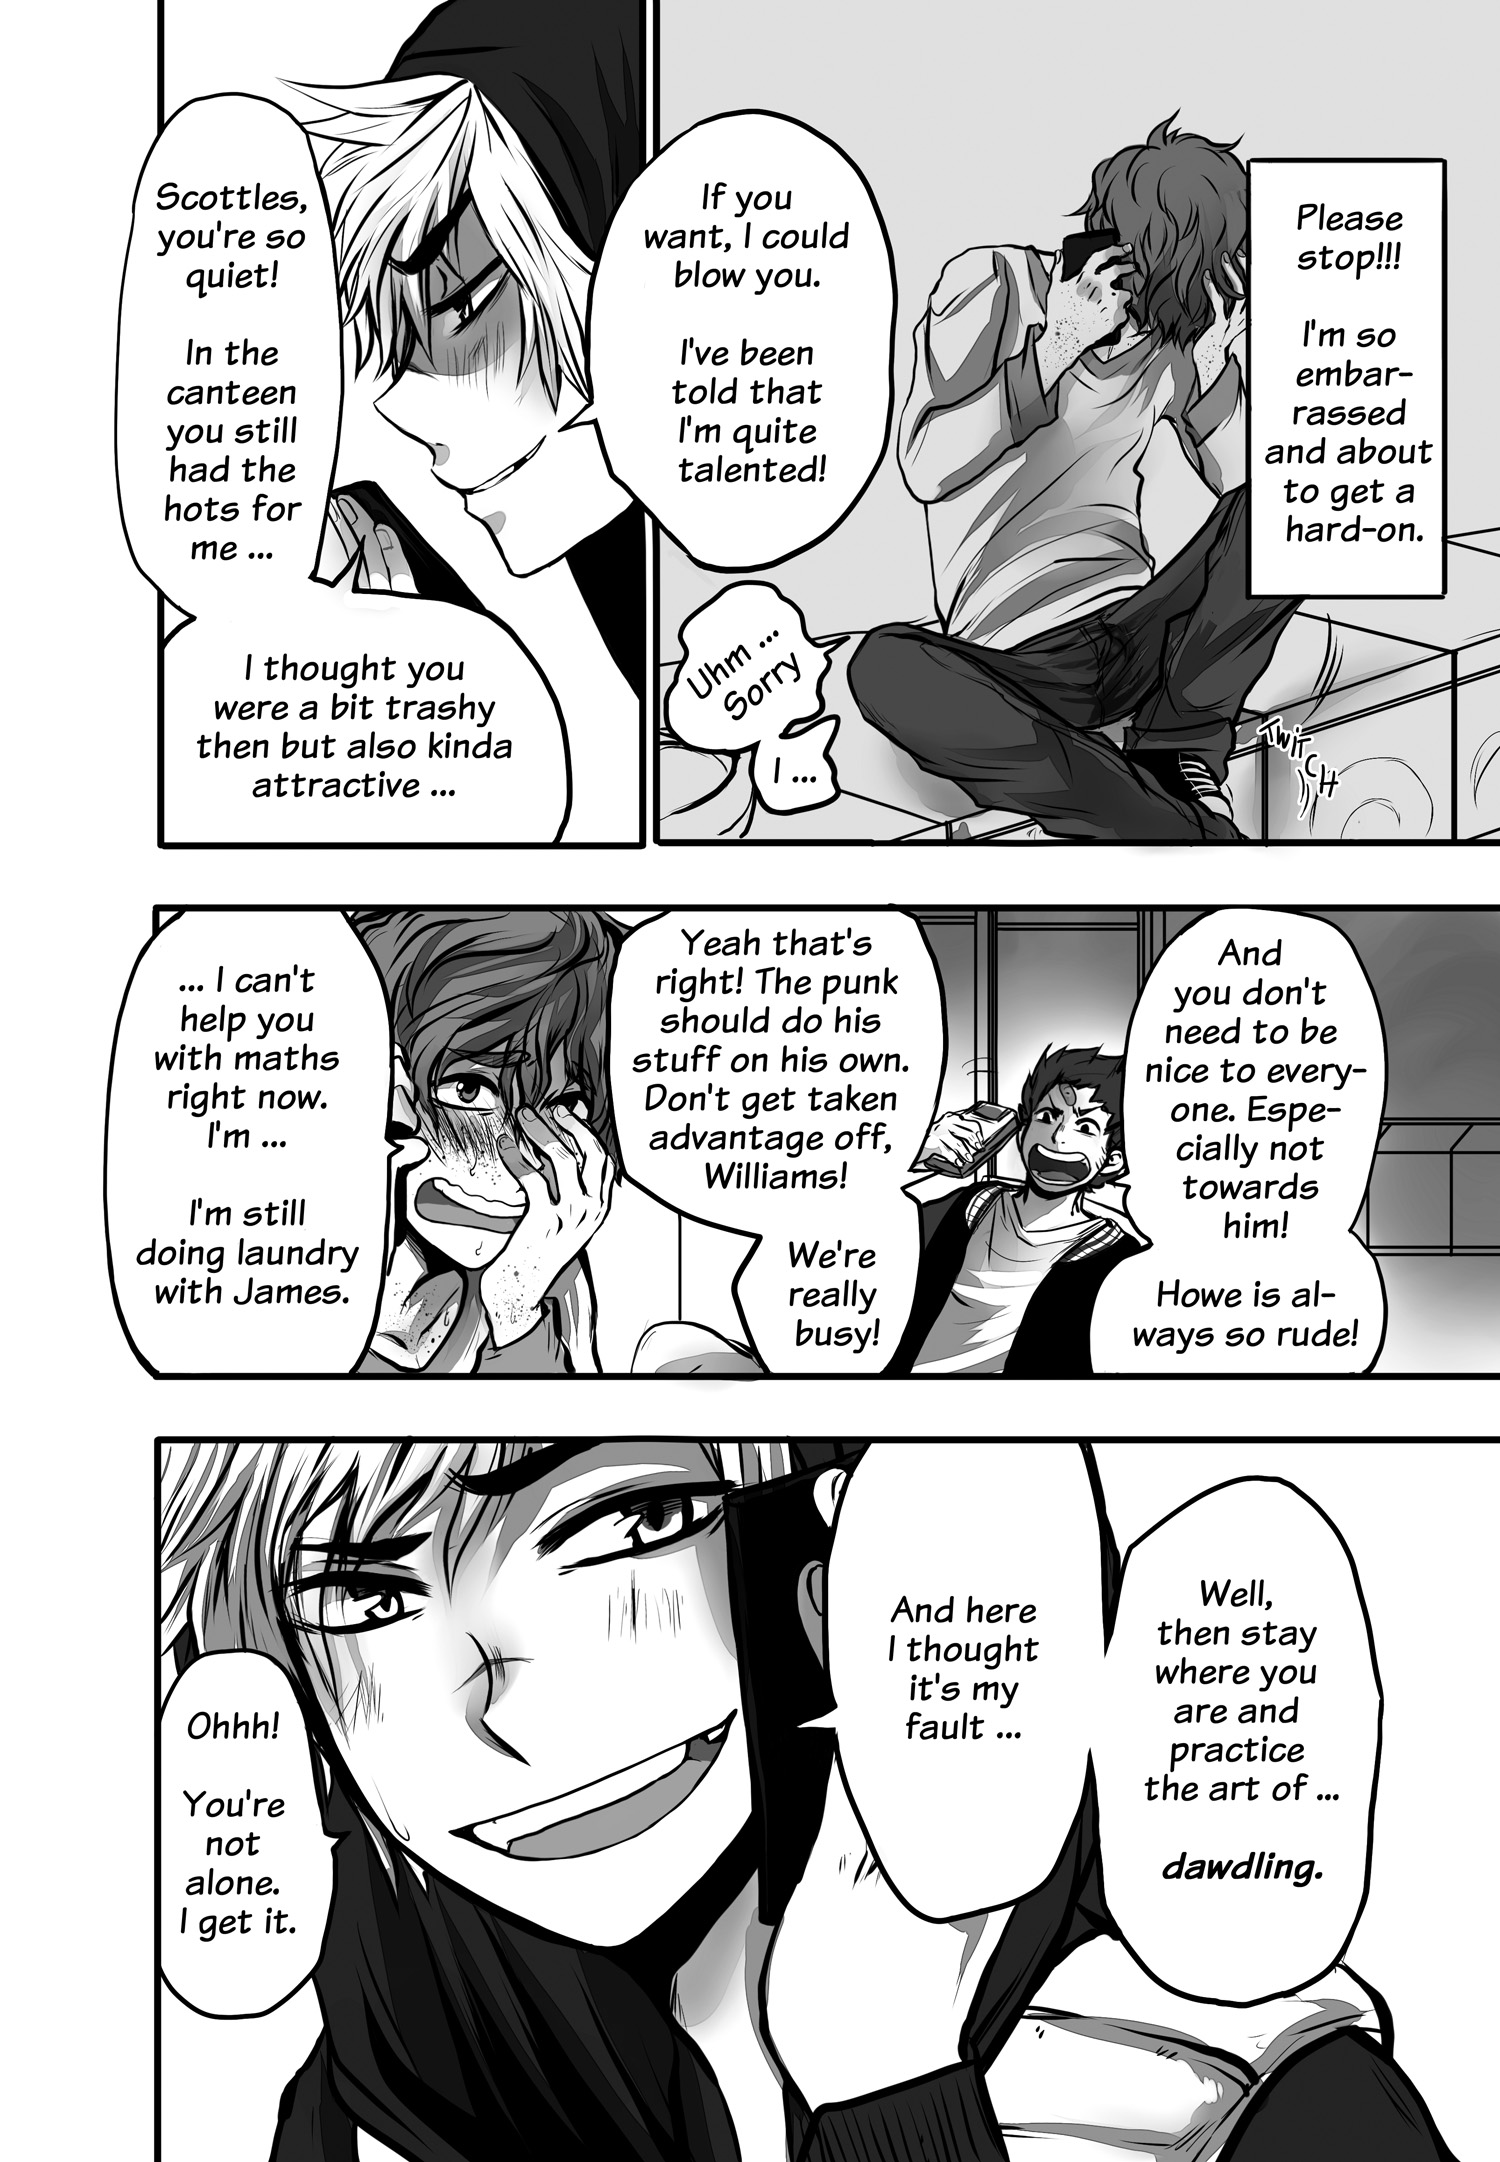 Scottles,
you're so
quiet!
In the
canteen
you still
had the
hots for
me ...
I thought you
were a bit trashy
then but also kinda
attractive ...
If you
want, I could
blow you.
I've been
told that
I'm quite
talented!
Please
stop!!!
I'm so
embar-
rassed
and about
to get a
hard-on.
Uhm ...
Sorry
I ...
TWITCH
... I can't
help you
with maths
right now.
I'm ...
I'm still
doing laundry
with James.
Yeah that's
right! The punk
should do his
stuff on his own.
Don't get taken
advantage off,
Williams!
We're
really
busy!
And
you don't
need to be
nice to every-
one. Espe-
cially not
towards
him!
Howe is al-
ways so rude!
Ohhh!
You're
not
alone.
I get it.
And here
I thought
it's my
fault ...
Well,
then stay
where you
are and
practice
the art of ...
dawdling.